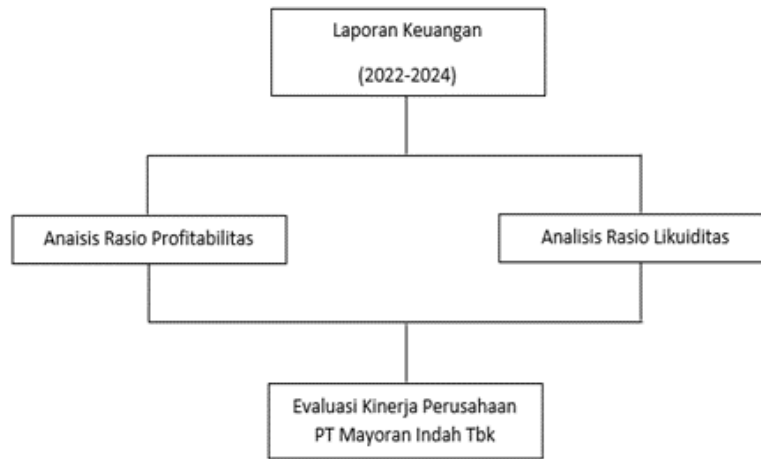 Laporan Keuangan
(2022-2024)
Anaisis Rasio Profitabilitas
Analisis Rasio Likuiditas
Evaluasi Kinerja Perusahaan
PT Mayoran Indah Tbk